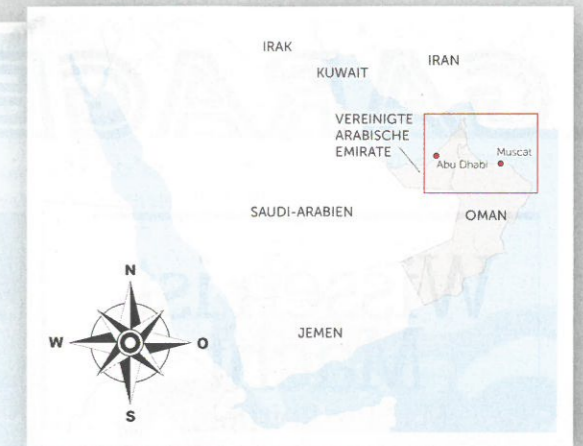 IRAK
IRAN
KUWAIT
VEREINIGTE
ARABISCHE
EMIRATE
Abu Dhabi
Muscat
SAUDI-ARABIEN
OMAN
N
W
O
S
JEMEN